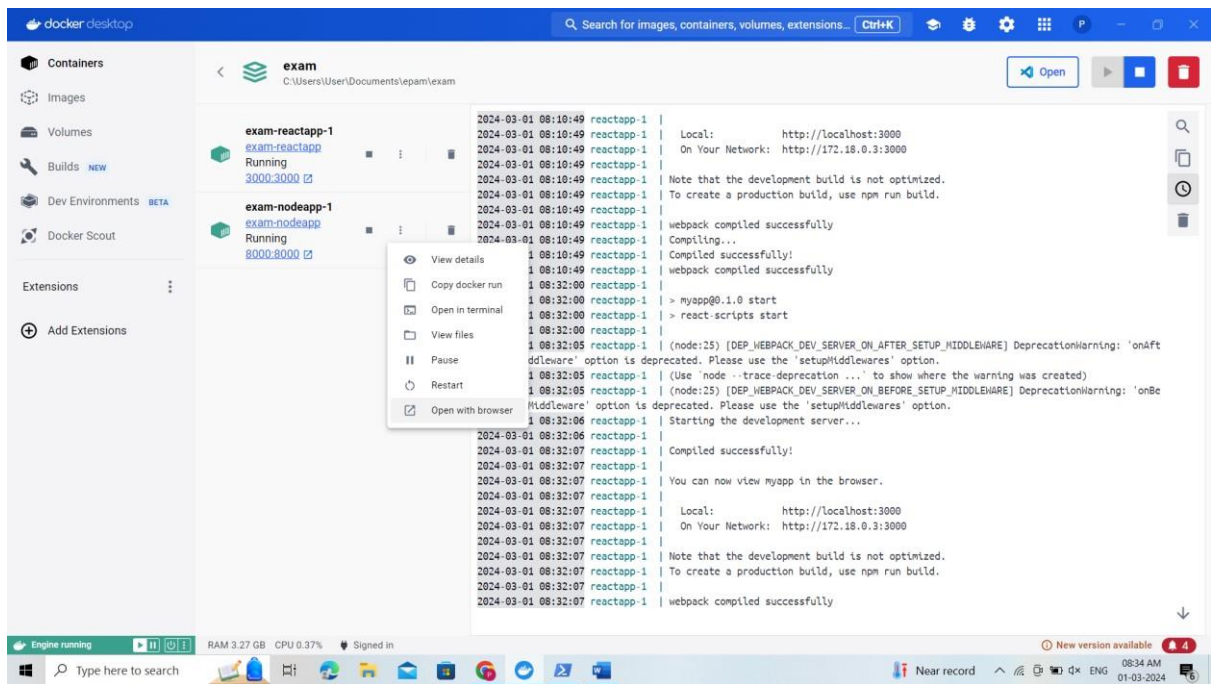 docker desktop
Search for images, containers, volumes, extensions... Ctrl+K
P
Containers
Images
Volumes
Builds NEW
Dev Environments BETA
Docker Scout
Extensions
Add Extensions
exam
C:\Users\User\Documents\epam\exam
Open
exam-reactapp-1
exam-reactapp
Running
3000:3000
exam-nodeapp-1
exam-nodeapp
Running
8000:8000
View details
Copy docker run
Open in terminal
View files
Pause
Restart
Open with browser
2024-03-01 08:10:49 reactapp-1 |
2024-03-01 08:10:49 reactapp-1 | Local: http://localhost:3000
2024-03-01 08:10:49 reactapp-1 | On Your Network: http://172.18.0.3:3000
2024-03-01 08:10:49 reactapp-1 |
2024-03-01 08:10:49 reactapp-1 | Note that the development build is not optimized.
2024-03-01 08:10:49 reactapp-1 | To create a production build, use npm run build.
2024-03-01 08:10:49 reactapp-1 |
2024-03-01 08:10:49 reactapp-1 | webpack compiled successfully
2024-03-01 08:10:49 reactapp-1 | Compiling...
1 08:10:49 reactapp-1 | Compiled successfully!
1 08:10:49 reactapp-1 | webpack compiled successfully
1 08:32:00 reactapp-1 |
1 08:32:00 reactapp-1 | > myapp@0.1.0 start
1 08:32:00 reactapp-1 | > react-scripts start
1 08:32:00 reactapp-1 |
1 08:32:05 reactapp-1 | (node:25) [DEP_WEBPACK_DEV_SERVER_ON_AFTER_SETUP_MIDDLEWARE] DeprecationWarning: 'onAft
ddleware' option is deprecated. Please use the 'setupMiddlewares' option.
1 08:32:05 reactapp-1 | (Use `node --trace-deprecation ...` to show where the warning was created)
1 08:32:05 reactapp-1 | (node:25) [DEP_WEBPACK_DEV_SERVER_ON_BEFORE_SETUP_MIDDLEWARE] DeprecationWarning: 'onBe
Middleware' option is deprecated. Please use the 'setupMiddlewares' option.
1 08:32:06 reactapp-1 | Starting the development server...
2024-03-01 08:32:06 reactapp-1 |
2024-03-01 08:32:07 reactapp-1 | Compiled successfully!
2024-03-01 08:32:07 reactapp-1 |
2024-03-01 08:32:07 reactapp-1 | You can now view myapp in the browser.
2024-03-01 08:32:07 reactapp-1 |
2024-03-01 08:32:07 reactapp-1 | Local: http://localhost:3000
2024-03-01 08:32:07 reactapp-1 | On Your Network: http://172.18.0.3:3000
2024-03-01 08:32:07 reactapp-1 |
2024-03-01 08:32:07 reactapp-1 | Note that the development build is not optimized.
2024-03-01 08:32:07 reactapp-1 | To create a production build, use npm run build.
2024-03-01 08:32:07 reactapp-1 |
2024-03-01 08:32:07 reactapp-1 | webpack compiled successfully
Engine running
RAM 3.27 GB CPU 0.37% Signed in
New version available 4
Type here to search
Near record
ENG
08:34 AM
01-03-2024
6